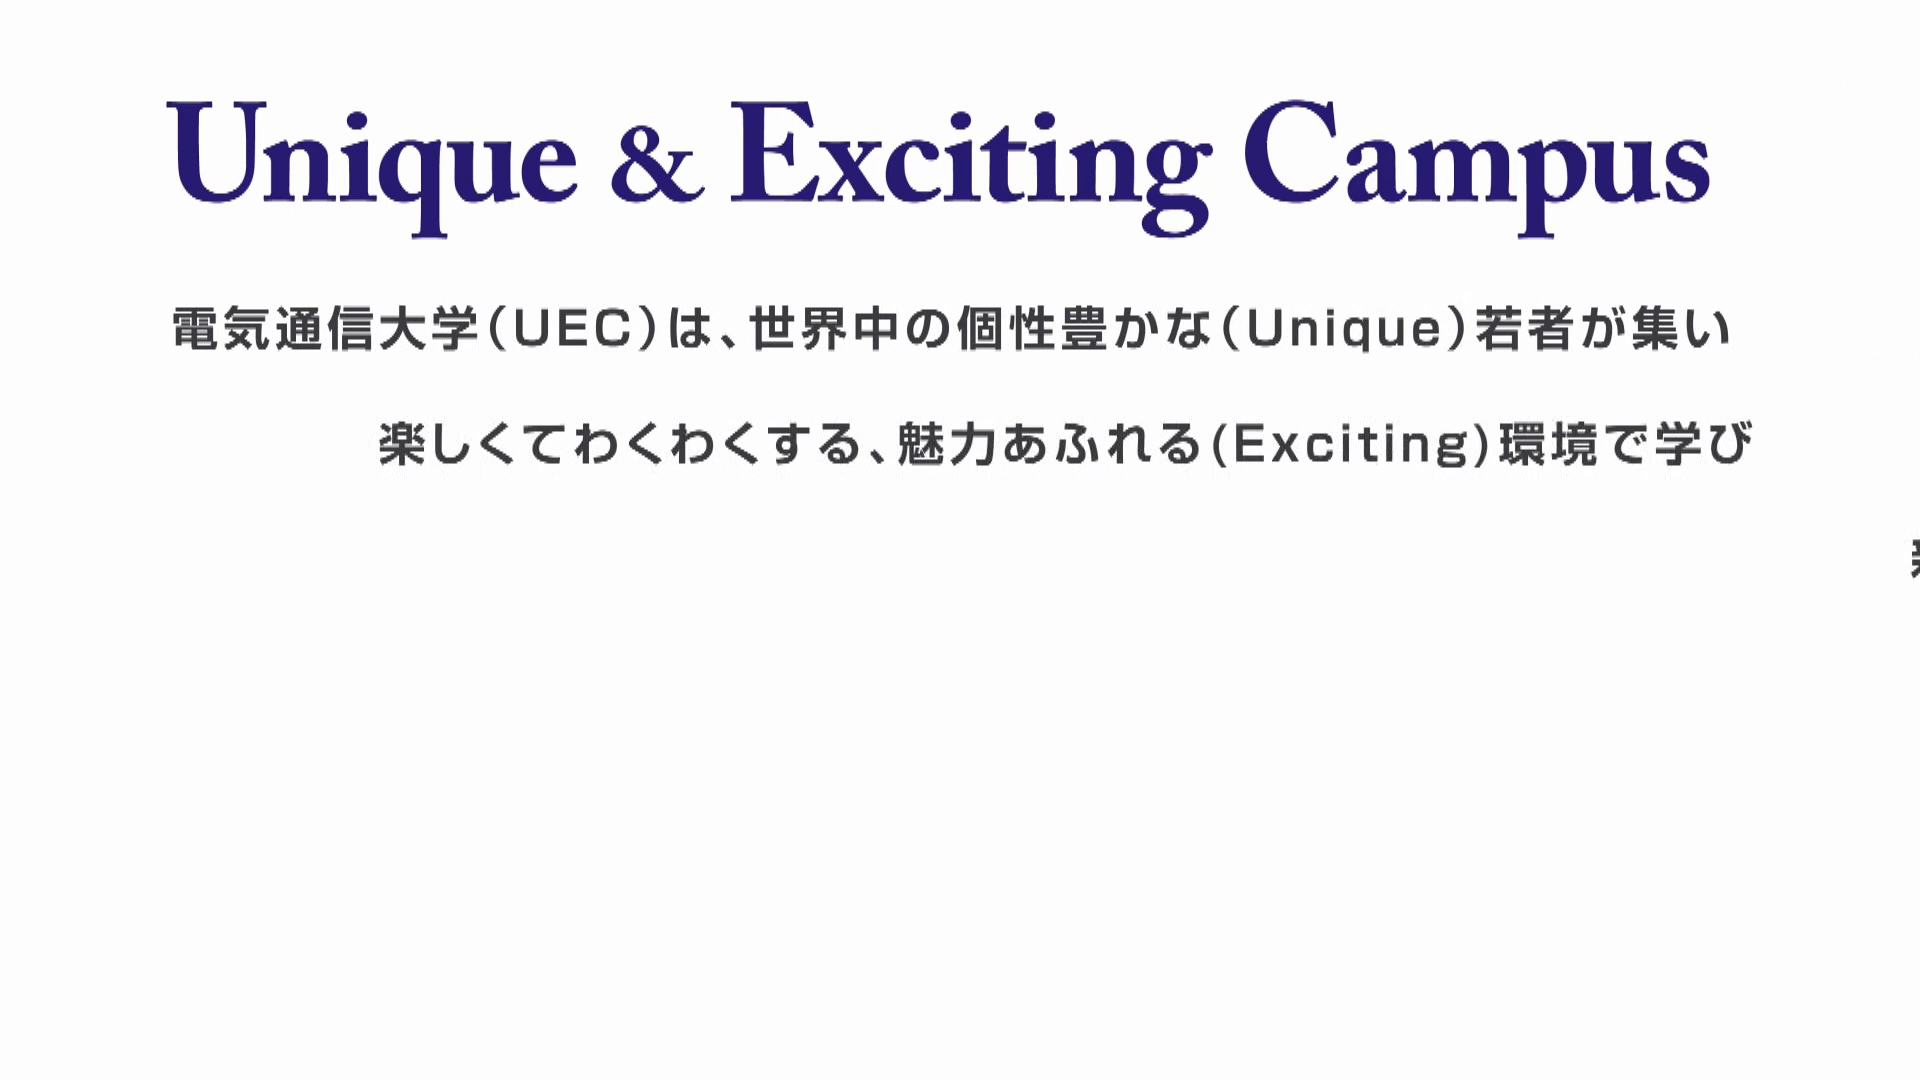 Unique & Exciting Campus
電気通信大学（UEC）は、世界中の個性豊かな（Unique）若者が集い
楽しくてわくわくする、魅力あふれる(Exciting)環境で学び